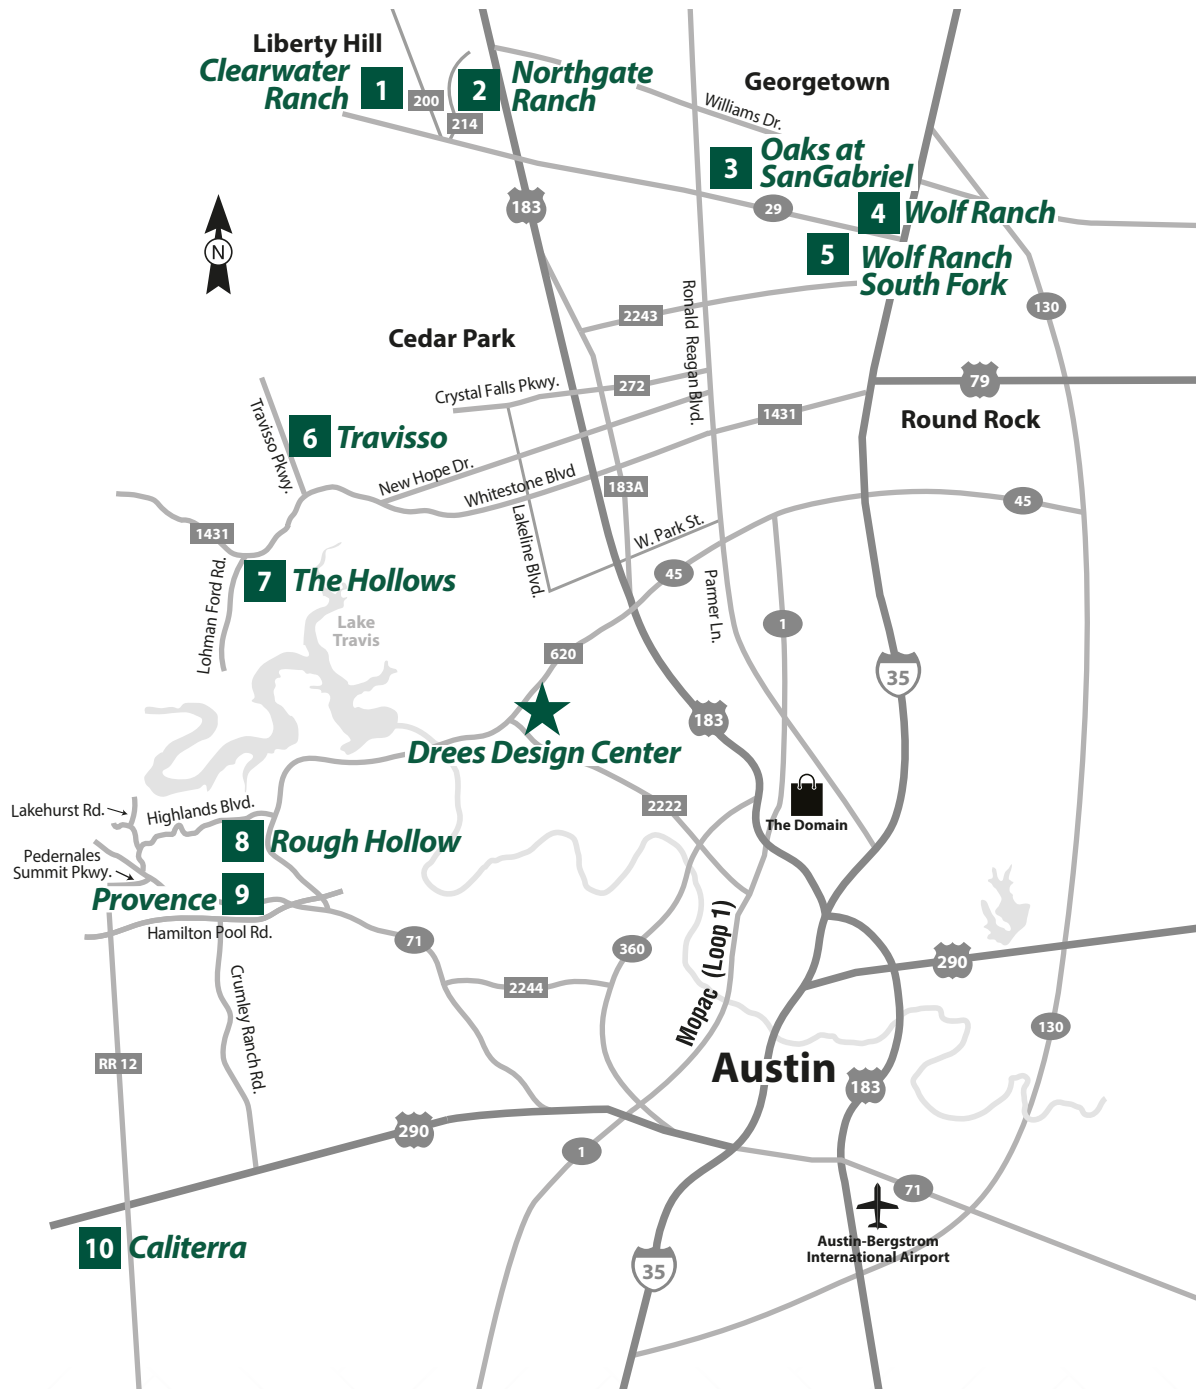 Liberty Hill
Clearwater
Ranch
1
200
214
2
Northgate
Ranch
Georgetown
Williams Dr.
3
Oaks at
SanGabriel
29
4
Wolf Ranch
5
Wolf Ranch
South Fork
183
N
130
2243
Ronald Reagan Blvd.
Cedar Park
Crystal Falls Pkwy.
272
79
1431
Round Rock
Travisso Pkwy.
6
Travisso
New Hope Dr.
Whitestone Blvd
183A
45
Lakeline Blvd.
W. Park St.
1431
Lohman Ford Rd.
7
The Hollows
45
Parmer Ln.
Lake
Travis
1
620
35
183
Drees Design Center
2222
The Domain
Lakehurst Rd.
Highlands Blvd.
8
Rough Hollow
Pedernales
Summit Pkwy.
Provence
9
Hamilton Pool Rd.
71
360
Mopac (Loop 1)
290
2244
Crumley Ranch Rd.
130
RR 12
Austin
183
290
1
71
Austin-Bergstrom
International Airport
10
Caliterra
35